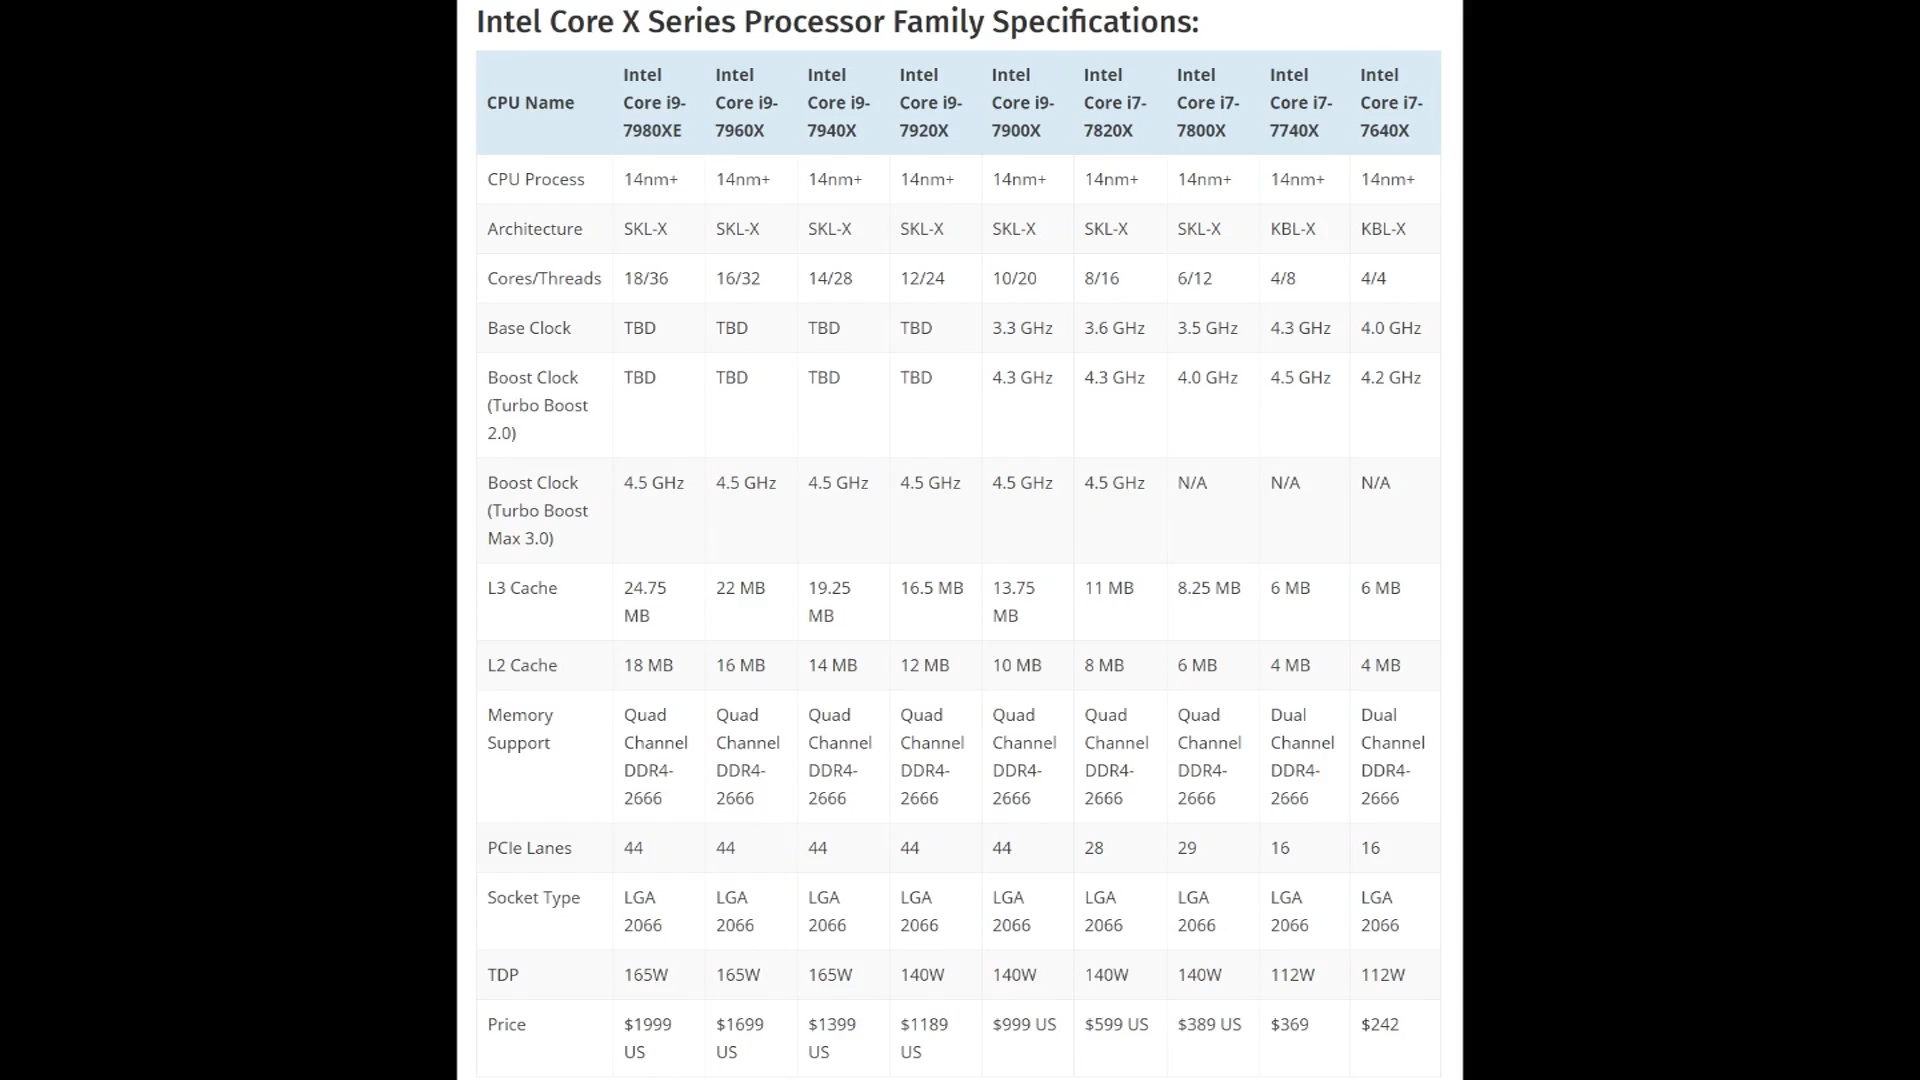 Intel Core X Series Processor Family Specifications:
CPU Name Intel Core i9-7980XE Intel Core i9-7960X Intel Core i9-7940X Intel Core i9-7920X Intel Core i9-7900X Intel Core i7-7820X Intel Core i7-7800X Intel Core i7-7740X Intel Core i7-7640X
CPU Process 14nm+ 14nm+ 14nm+ 14nm+ 14nm+ 14nm+ 14nm+ 14nm+ 14nm+
Architecture SKL-X SKL-X SKL-X SKL-X SKL-X SKL-X SKL-X KBL-X KBL-X
Cores/Threads 18/36 16/32 14/28 12/24 10/20 8/16 6/12 4/8 4/4
Base Clock TBD TBD TBD TBD 3.3 GHz 3.6 GHz 3.5 GHz 4.3 GHz 4.0 GHz
Boost Clock (Turbo Boost 2.0) TBD TBD TBD TBD 4.3 GHz 4.3 GHz 4.0 GHz 4.5 GHz 4.2 GHz
Boost Clock (Turbo Boost Max 3.0) 4.5 GHz 4.5 GHz 4.5 GHz 4.5 GHz 4.5 GHz 4.5 GHz N/A N/A N/A
L3 Cache 24.75 MB 22 MB 19.25 MB 16.5 MB 13.75 MB 11 MB 8.25 MB 6 MB 6 MB
L2 Cache 18 MB 16 MB 14 MB 12 MB 10 MB 8 MB 6 MB 4 MB 4 MB
Memory Support Quad Channel DDR4-2666 Quad Channel DDR4-2666 Quad Channel DDR4-2666 Quad Channel DDR4-2666 Quad Channel DDR4-2666 Quad Channel DDR4-2666 Quad Channel DDR4-2666 Dual Channel DDR4-2666 Dual Channel DDR4-2666
PCIe Lanes 44 44 44 44 44 28 29 16 16
Socket Type LGA 2066 LGA 2066 LGA 2066 LGA 2066 LGA 2066 LGA 2066 LGA 2066 LGA 2066 LGA 2066
TDP 165W 165W 165W 140W 140W 140W 140W 112W 112W
Price $1999 US $1699 US $1399 US $1189 US $999 US $599 US $389 US $369 $242